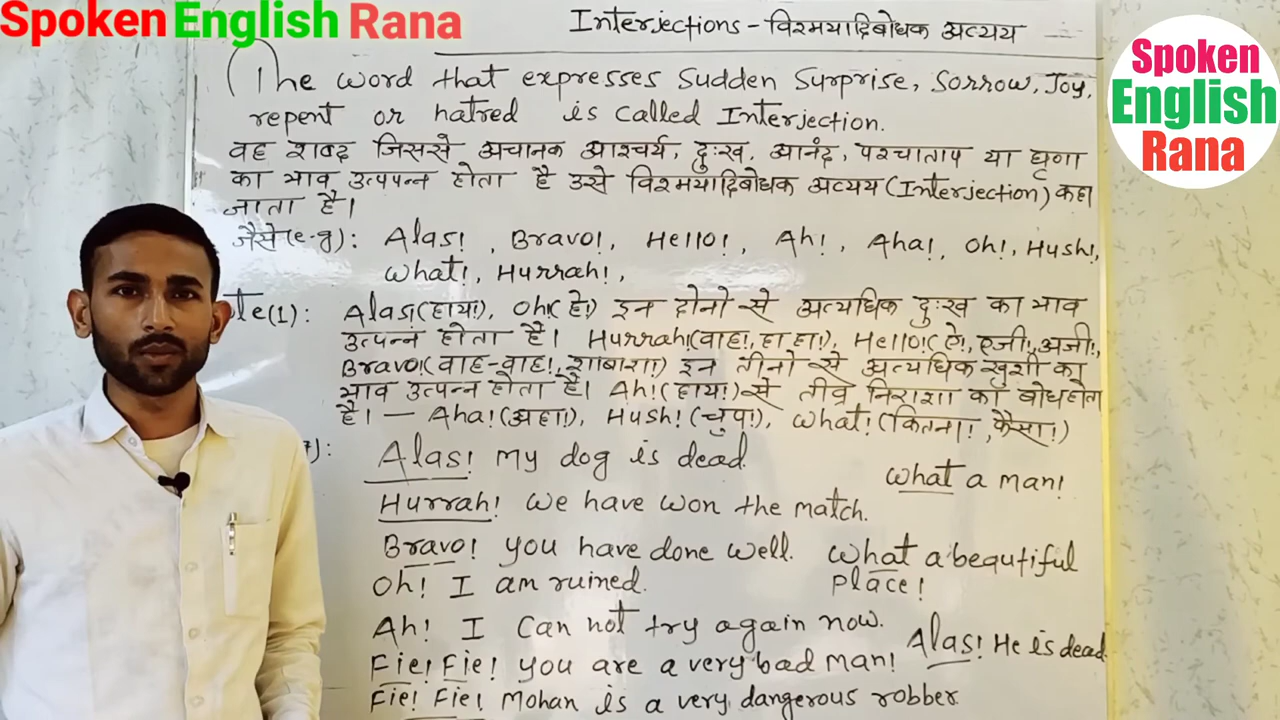 Spoken English Rana
Interjections - विस्मयादिबोधक अव्यय
Spoken
English
Rana
The word that expresses Sudden Surprise, Sorrow, Joy,
repent or hatred is called Interjection.
वह शब्द जिससे अचानक आश्चर्य, दुःख, आनंद, पश्चाताप या घृणा
का भाव उत्पपन्न होता है उसे विस्मयादिबोधक अव्यय (Interjection) कहा
जाता है।
जैसे (e-g): Alas! , Bravo!, Hello!, Ah!, Aha!, Oh!, Hush!,
What!, Hurrah!,
te(1): Alas!(हाय!), Oh!(हे!) इन दोनो से अत्यधिक दुःख का भाव
उत्पन्न होता है। Hurrah!(वाह!, हा हा!), Hello!(ऐ!, एजी!, अजी!,
Bravo!(वाह-वाह!, शाबाश!) इन तीनो से अत्यधिक खुशी का
भाव उत्पन्न होता है। Ah!(हाय!) से तीव्र निराशा का बोध होता
है। — Aha!(अहा!), Hush!(चुप!), What!(कितना!, कैसा!)
Alas! My dog is dead.
What a man!
Hurrah! We have won the match.
Bravo! You have done well. What a beautiful
Oh! I am ruined. Place!
Ah! I Can not try again now.
Alas! He is dead.
Fie! Fie! You are a very bad man!
Fie! Fie! Mohan is a very dangerous robber.